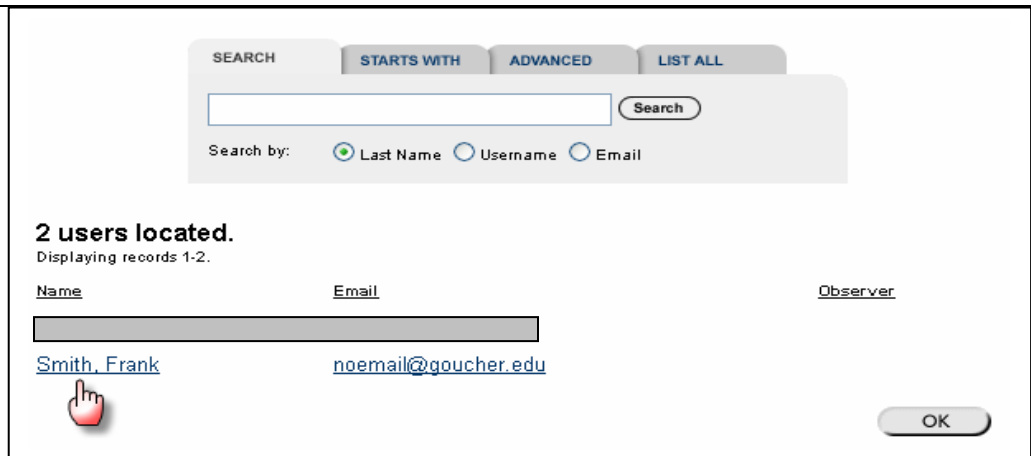 SEARCH STARTS WITH ADVANCED LIST ALL
Search
Search by: Last Name Username Email
2 users located.
Displaying records 1-2.
Name Email Observer
Smith, Frank noemail@goucher.edu
OK